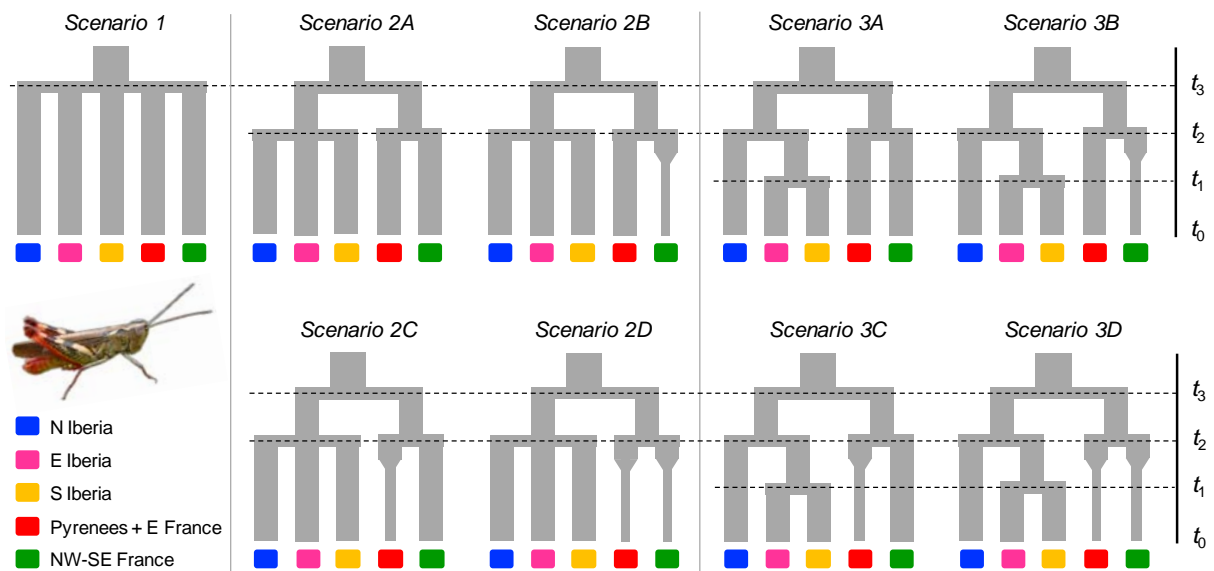 Scenario 1 Scenario 2A Scenario 2B Scenario 3A Scenario 3B
t3
t2
t1
t0
Scenario 2C Scenario 2D Scenario 3C Scenario 3D
t3
N Iberia
t2
E Iberia
S Iberia
t1
Pyrenees + E France
t0
NW-SE France